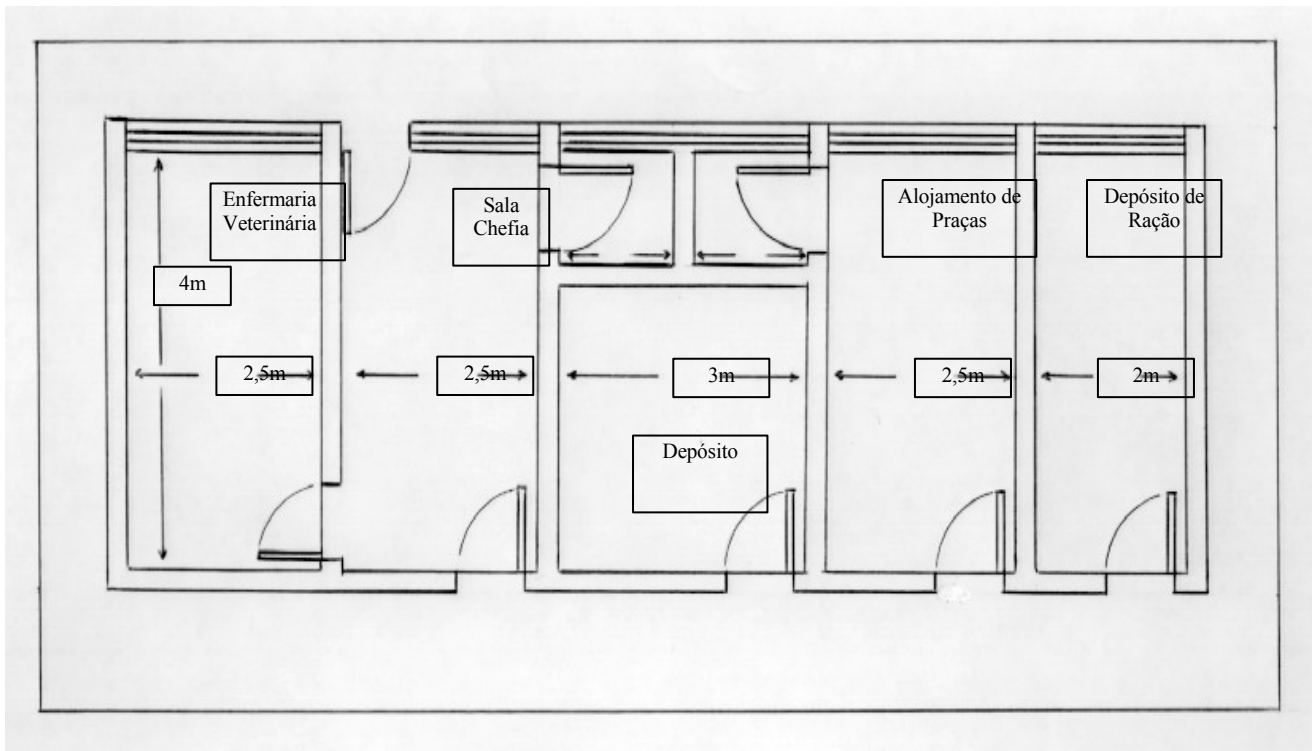 Enfermaria
Veterinária
Sala
Chefia
Alojamento de
Praças
Depósito de
Ração
4m
2,5m
2,5m
3m
2,5m
2m
Depósito